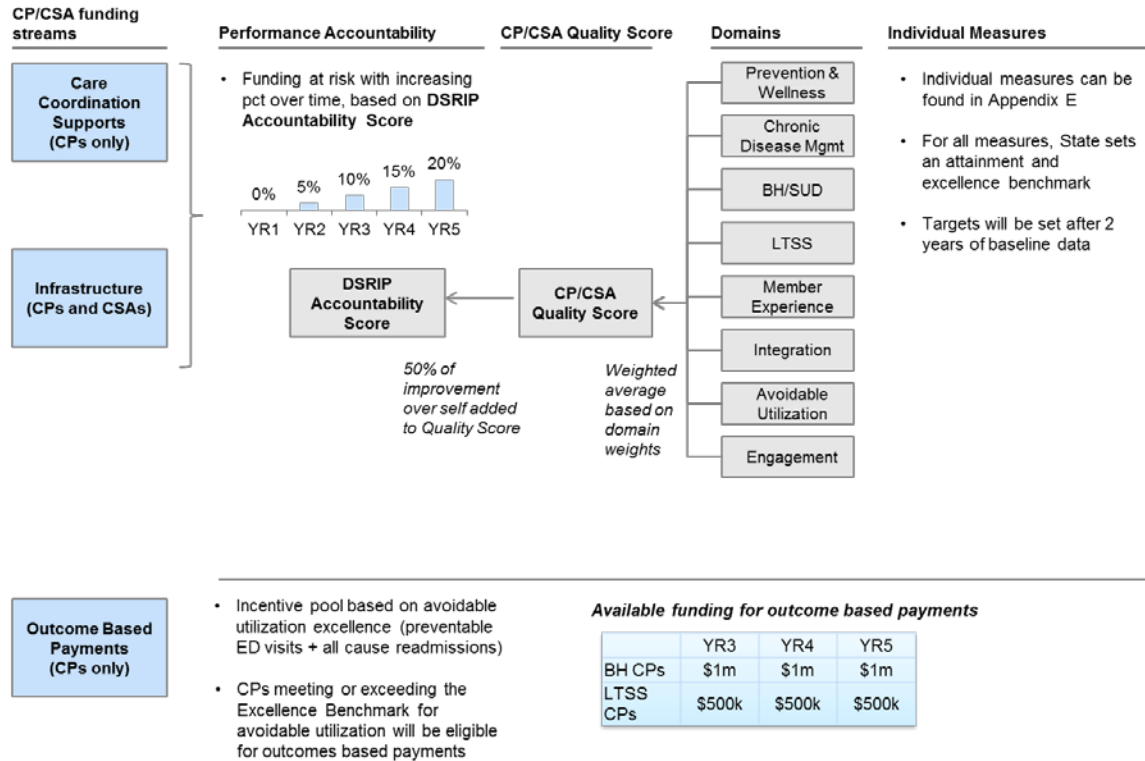 CP/CSA funding
streams
Performance Accountability
CP/CSA Quality Score
Domains
Individual Measures
Care
Coordination
Supports
(CPs only)
Infrastructure
(CPs and CSAs)
• Funding at risk with increasing
pct over time, based on DSRIP
Accountability Score
0%
5%
10%
15%
20%
YR1
YR2
YR3
YR4
YR5
DSRIP
Accountability
Score
50% of
improvement
over self added
to Quality Score
CP/CSA
Quality Score
Weighted
average
based on
domain
weights
Prevention &
Wellness
Chronic
Disease Mgmt
BH/SUD
LTSS
Member
Experience
Integration
Avoidable
Utilization
Engagement
• Individual measures can be
found in Appendix E
• For all measures, State sets
an attainment and
excellence benchmark
• Targets will be set after 2
years of baseline data
Outcome Based
Payments
(CPs only)
• Incentive pool based on avoidable
utilization excellence (preventable
ED visits + all cause readmissions)
• CPs meeting or exceeding the
Excellence Benchmark for
avoidable utilization will be eligible
for outcomes based payments
Available funding for outcome based payments
YR3 YR4 YR5
BH CPs $1m $1m $1m
LTSS
CPs $500k $500k $500k